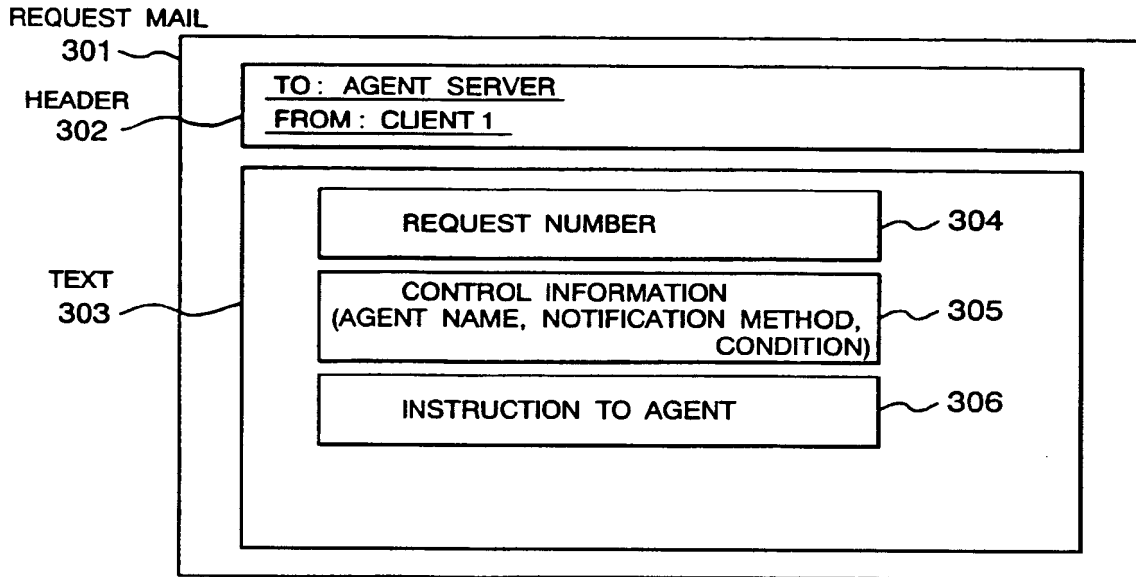 REQUEST MAIL
301
HEADER
302
TO: AGENT SERVER
FROM: CLIENT 1
TEXT
303
REQUEST NUMBER
304
CONTROL INFORMATION
(AGENT NAME, NOTIFICATION METHOD,
CONDITION)
305
INSTRUCTION TO AGENT
306